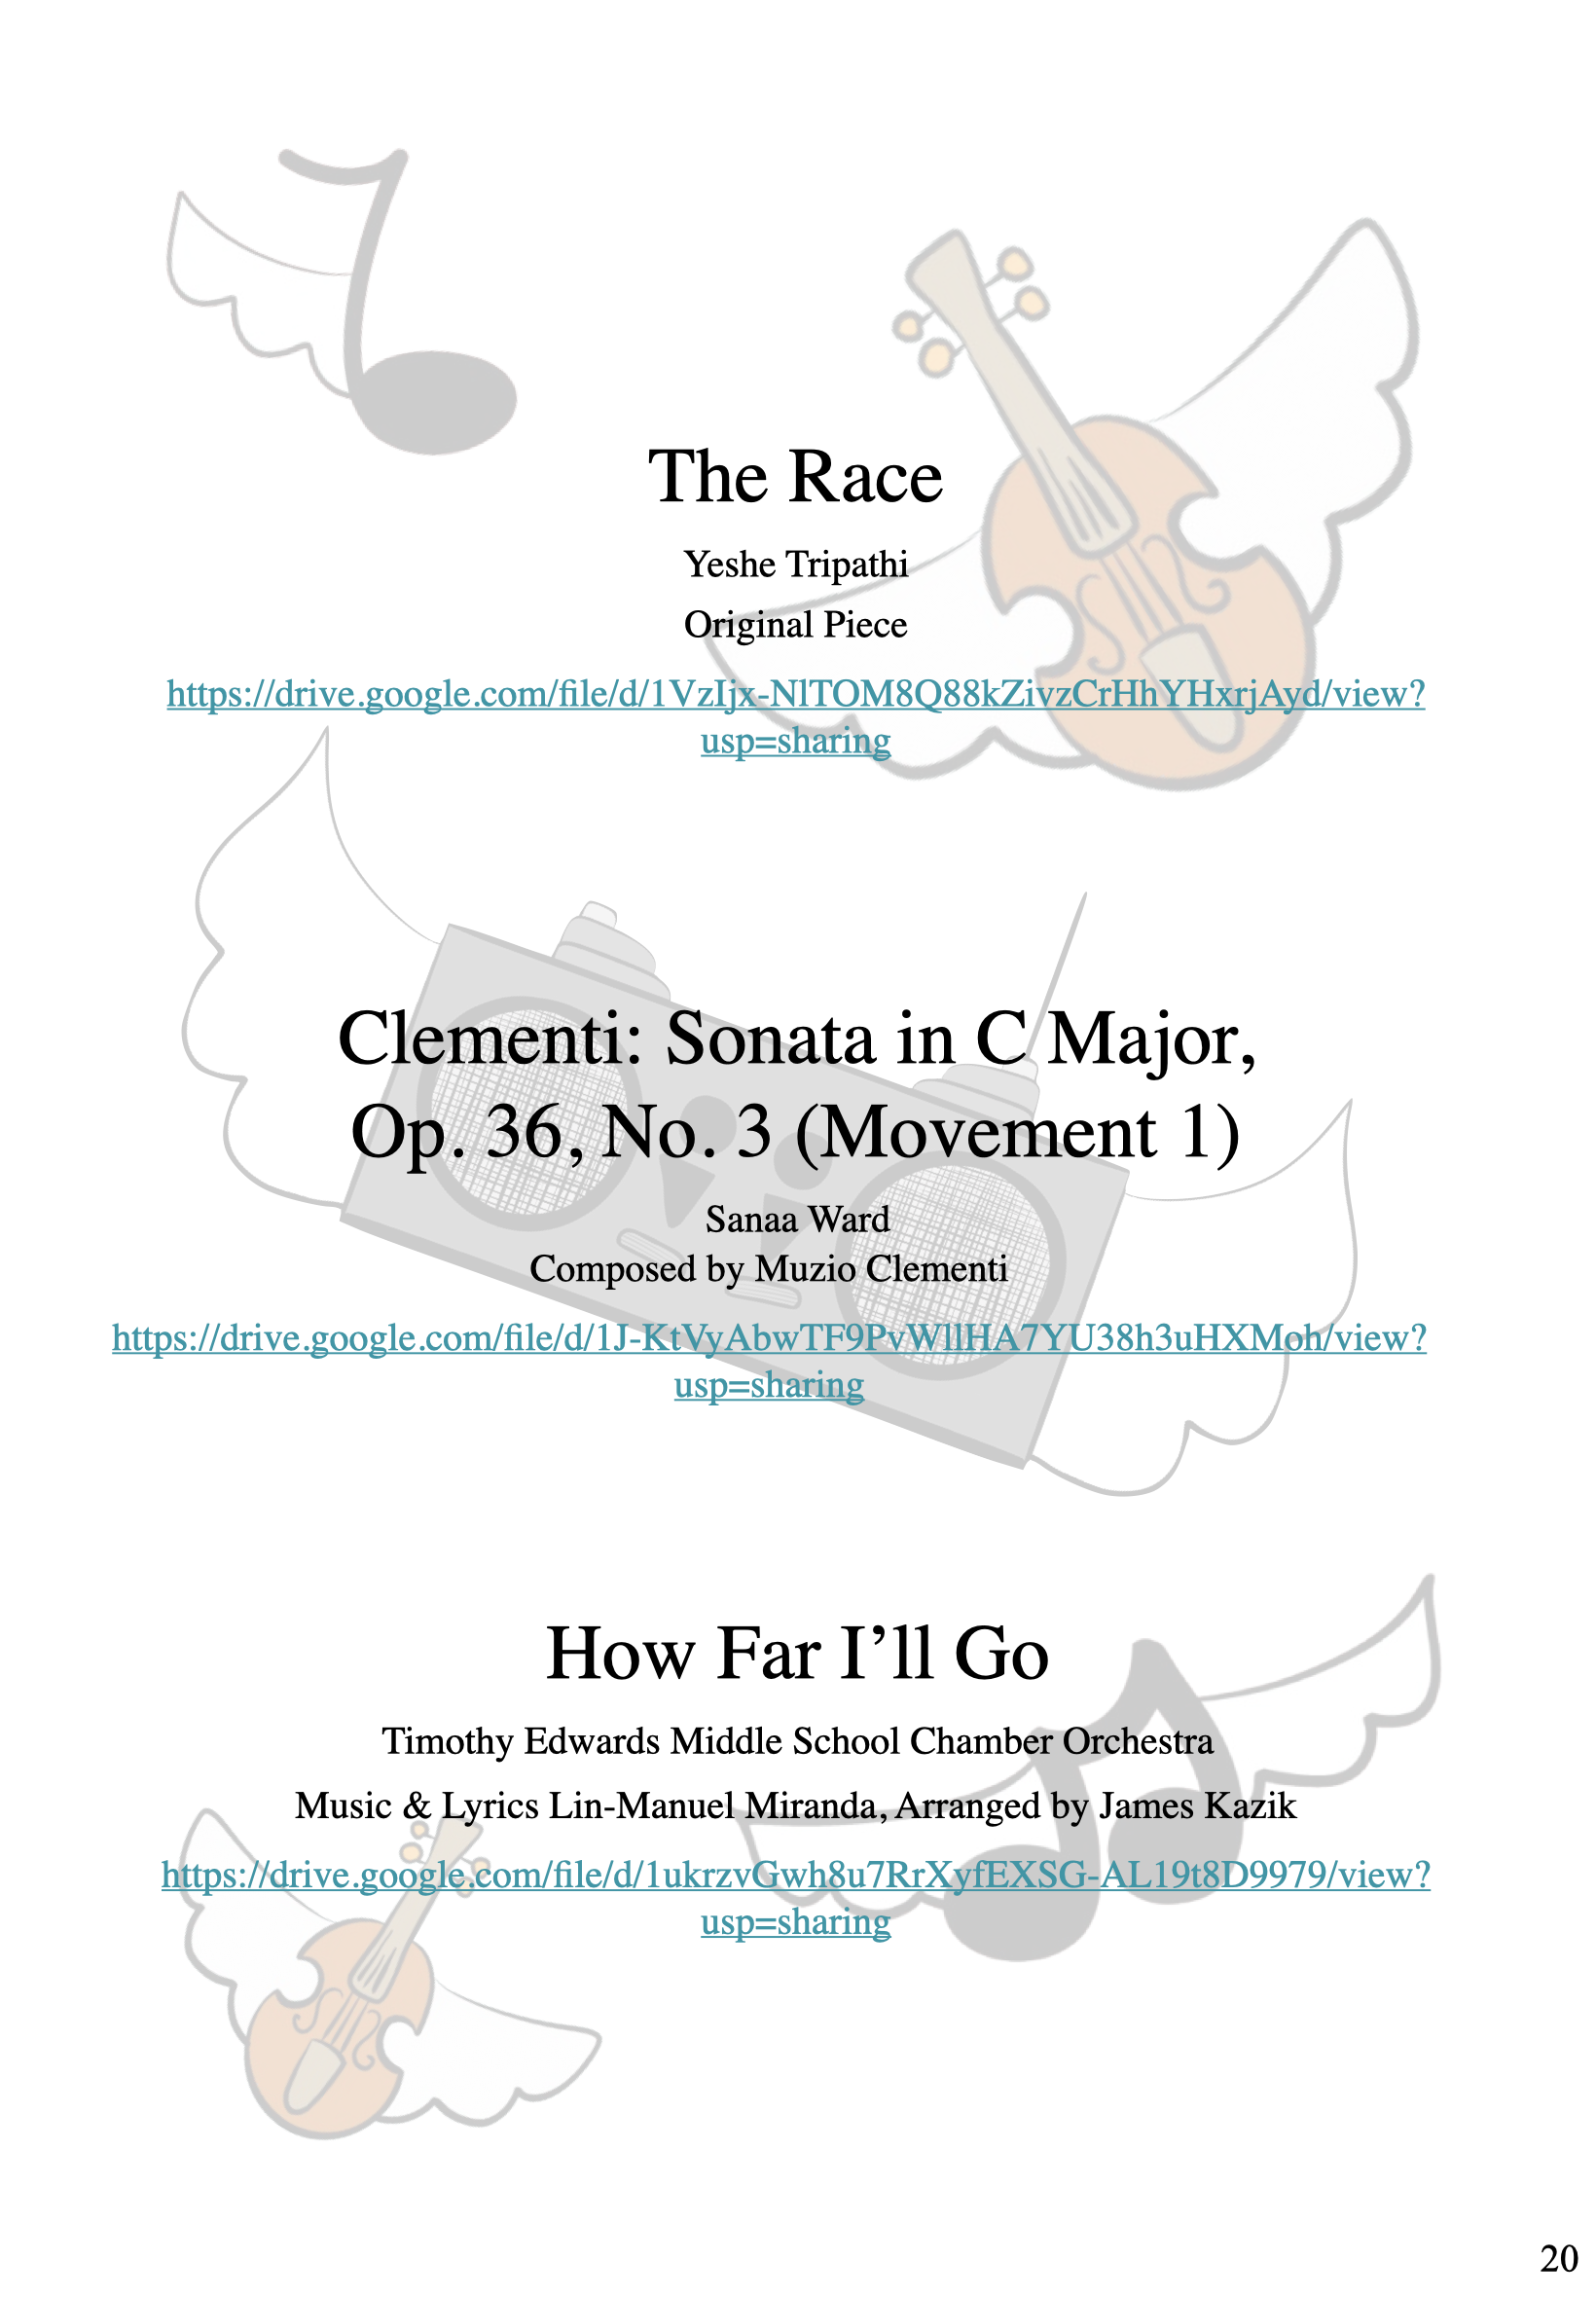 The Race
Yeshe Tripathi
Original Piece
https://drive.google.com/file/d/1VzIjx-NlTOM8Q88kZivzCrHhYHxrjAyd/view?
usp=sharing
Clementi: Sonata in C Major,
Op. 36, No. 3 (Movement 1)
Sanaa Ward
Composed by Muzio Clementi
https://drive.google.com/file/d/1J-KtVyAbwTF9PvWllHA7YU38h3uHXMoh/view?
usp=sharing
How Far I’ll Go
Timothy Edwards Middle School Chamber Orchestra
Music & Lyrics Lin-Manuel Miranda, Arranged by James Kazik
https://drive.google.com/file/d/1ukrzvGwh8u7RrXyfEXSG-AL19t8D9979/view?
usp=sharing
20